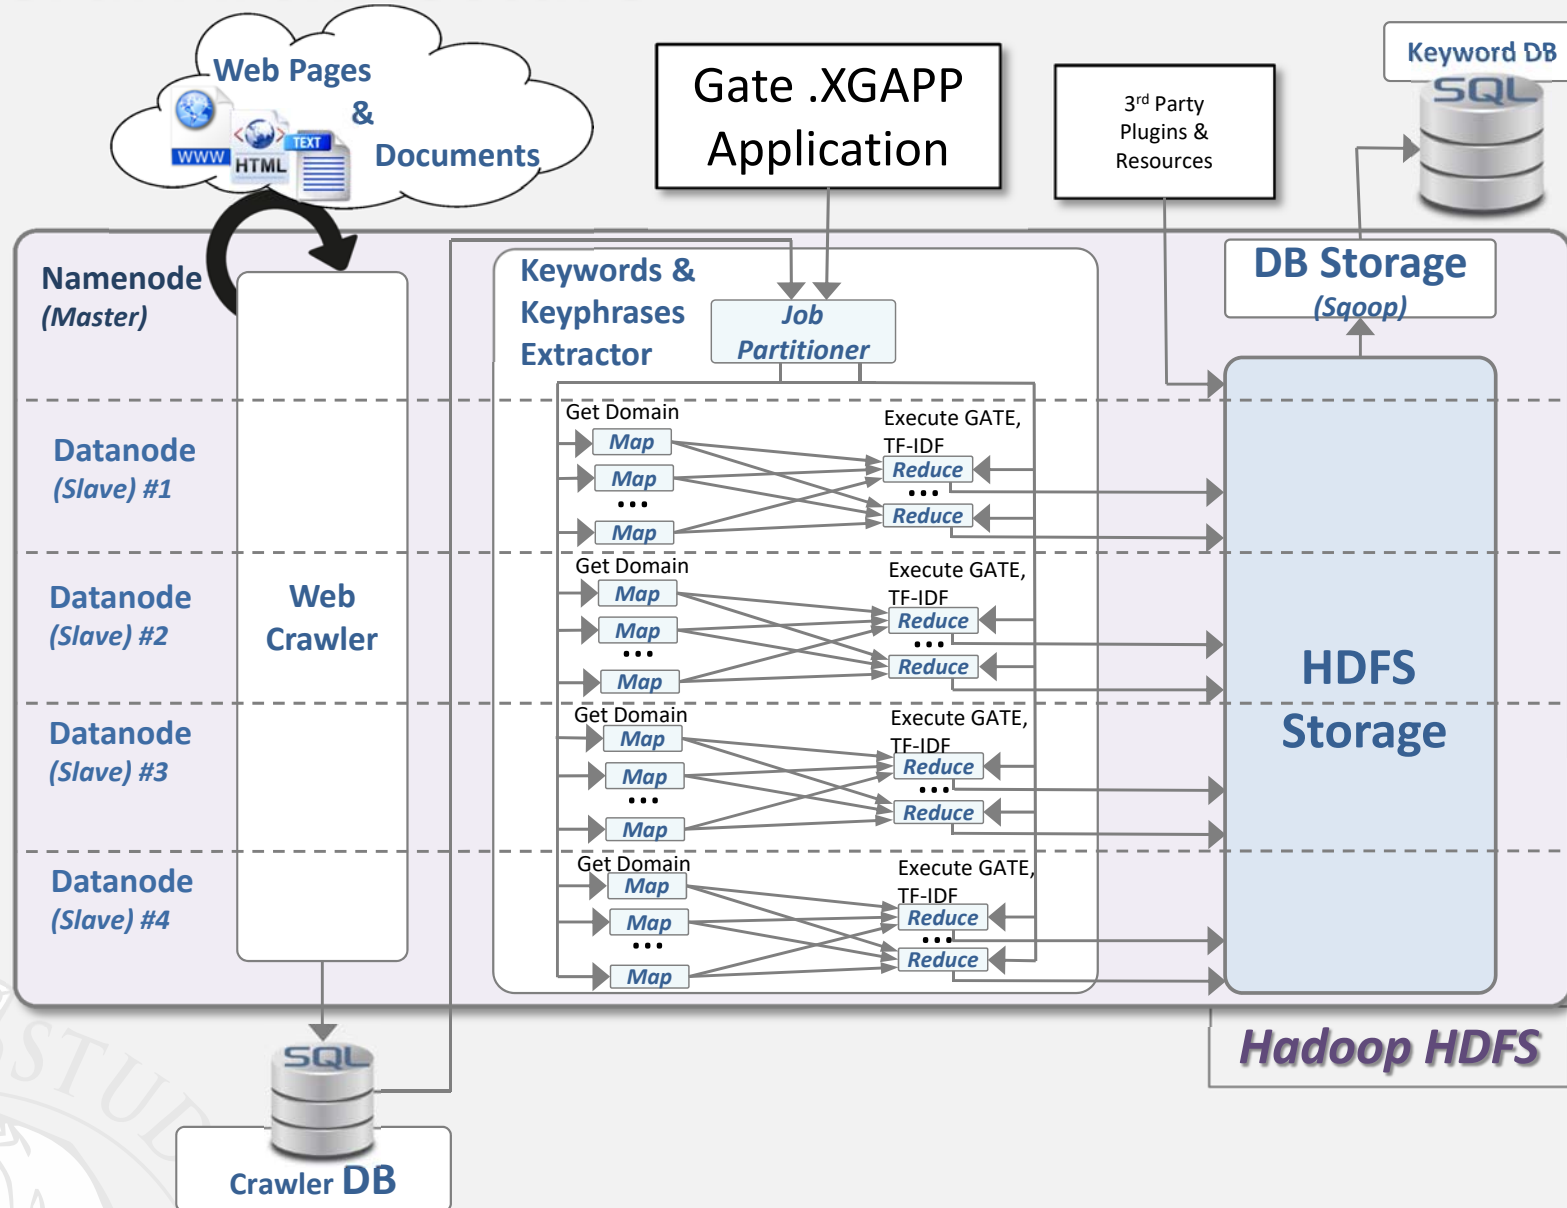 Web Pages
&
Documents
WWW
HTML
TEXT
Gate .XGAPP
Application
3rd Party
Plugins &
Resources
Keyword DB
SQL
Namenode
(Master)
Keywords &
Keyphrases
Extractor
Job
Partitioner
DB Storage
(Sqoop)
Datanode
(Slave) #1
Get Domain
Map
Map
...
Map
Execute GATE,
TF-IDF
Reduce
...
Reduce
Datanode
(Slave) #2
Web
Crawler
Get Domain
Map
Map
...
Map
Execute GATE,
TF-IDF
Reduce
...
Reduce
HDFS
Storage
Datanode
(Slave) #3
Get Domain
Map
Map
...
Map
Execute GATE,
TF-IDF
Reduce
...
Reduce
Datanode
(Slave) #4
Get Domain
Map
Map
...
Map
Execute GATE,
TF-IDF
Reduce
...
Reduce
Hadoop HDFS
SQL
Crawler DB